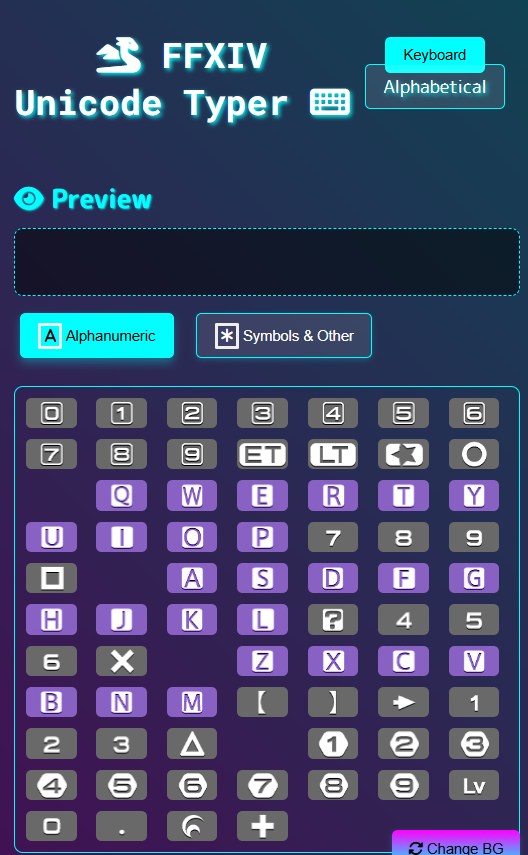 FFXIV
Unicode Typer
Keyboard
Alphabetical
Preview
A Alphanumeric
* Symbols & Other
0 1 2 3 4 5 6
7 8 9 ET LT
Q W E R T Y
U I O P 7 8 9
A S D F G
H J K L ? 4 5
6 × Z X C V
B N M 【 】 1
2 3 1 2 3
4 5 6 7 8 9 Lv
0 . +
Change BG